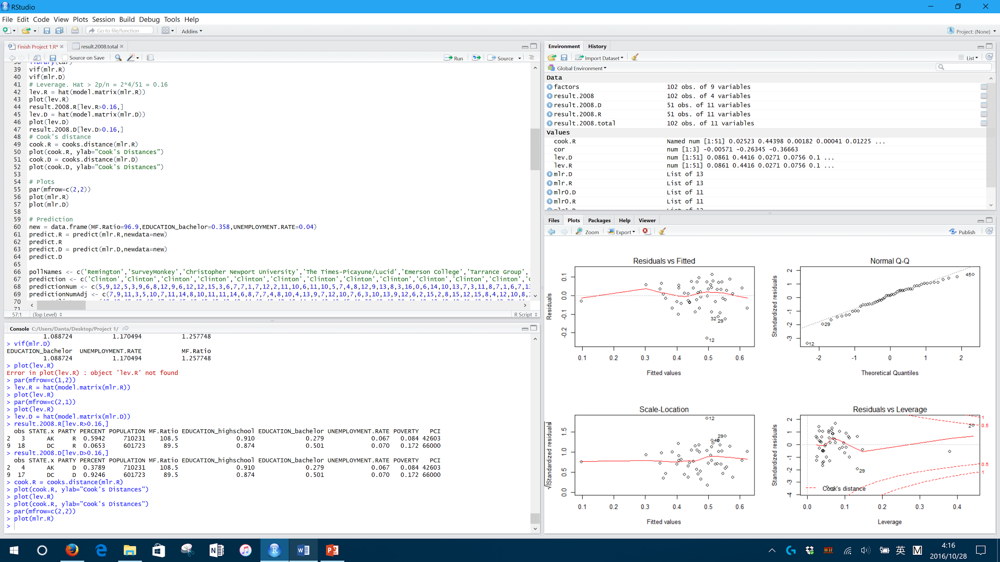 RStudio
File Edit Code View Plots Session Build Debug Tools Help
Go to file/function
Addins
Project: (None)
Finish Project 1.R*
result.2008.total
Source on Save
Run
Source
38 library(car)
39 vif(mlr.R)
40 vif(mlr.D)
41 # Leverage. Hat > 2p/n = 2*4/51 = 0.16
42 lev.R = hat(model.matrix(mlr.R))
43 plot(lev.R)
44 result.2008.R[lev.R>0.16,]
45 lev.D = hat(model.matrix(mlr.D))
46 plot(lev.D)
47 result.2008.D[lev.D>0.16,]
48 # Cook’s distance
49 cook.R = cooks.distance(mlr.R)
50 plot(cook.R, ylab="Cook's Distances")
51 cook.D = cooks.distance(mlr.D)
52 plot(cook.D, ylab="Cook's Distances")
53
54 # Plots
55 par(mfrow=c(2,2))
56 plot(mlr.R)
57 plot(mlr.D)
58
59 # Prediction
60 new = data.frame(MF.Ratio=96.9,EDUCATION_bachelor=0.358,UNEMPLOYMENT.RATE=0.04)
61 predict.R = predict(mlr.R,newdata=new)
62 predict.R
63 predict.D = predict(mlr.D,newdata=new)
64 predict.D
65
66 pollNames <- c('Remington','SurveyMonkey','Christopher Newport University','The Times-Picayune/Lucid','Emerson College','Tarrance Group',
67 prediction <- c('Clinton','Clinton','Clinton','Clinton','Clinton','Clinton','Clinton','Clinton','Clinton','Clinton','Clinton','Clinton',
68 predictionNum <- c(5,9,12,5,3,9,6,8,12,9,6,12,12,15,3,6,7,7,1,7,12,2,11,10,6,11,10,5,7,4,8,12,9,13,8,3,16,0,6,14,10,13,7,3,11,8,7,1,6,7,13
69 predictionNumAdj <- c(7,9,11,3,5,10,7,11,14,8,10,11,11,14,6,8,7,7,4,8,10,4,13,9,7,12,10,7,6,3,10,13,9,12,6,2,15,2,8,15,12,15,8,4,12,10,8,
70
71
57:1 (Top Level) R Script
Console C:/Users/Danta/Desktop/Project 1/
1.088724 1.170494 1.257748
> vif(mlr.D)
EDUCATION_bachelor UNEMPLOYMENT.RATE MF.Ratio
1.088724 1.170494 1.257748
> plot(lev.R)
Error in plot(lev.R) : object 'lev.R' not found
> par(mfrow=c(1,2))
> lev.R = hat(model.matrix(mlr.R))
> plot(lev.R)
> par(mfrow=c(2,1))
> plot(lev.R)
> lev.D = hat(model.matrix(mlr.D))
> result.2008.R[lev.R>0.16,]
obs STATE.x PARTY PERCENT POPULATION MF.Ratio EDUCATION_highschool EDUCATION_bachelor UNEMPLOYMENT.RATE POVERTY PCI
2 3 AK R 0.5942 710231 108.5 0.910 0.279 0.067 0.084 42603
9 18 DC R 0.0653 601723 89.5 0.874 0.501 0.070 0.172 66000
> result.2008.D[lev.D>0.16,]
obs STATE.x PARTY PERCENT POPULATION MF.Ratio EDUCATION_highschool EDUCATION_bachelor UNEMPLOYMENT.RATE POVERTY PCI
2 4 AK D 0.3789 710231 108.5 0.910 0.279 0.067 0.084 42603
9 17 DC D 0.9246 601723 89.5 0.874 0.501 0.070 0.172 66000
> cook.R = cooks.distance(mlr.R)
> plot(cook.R, ylab="Cook's Distances")
> plot(lev.R)
> plot(cook.R, ylab="Cook's Distances")
> par(mfrow=c(2,2))
> plot(mlr.R)
>
Environment History
Import Dataset
List
Global Environment
Data
factors 102 obs. of 9 variables
result.2008 102 obs. of 4 variables
result.2008.D 51 obs. of 11 variables
result.2008.R 51 obs. of 11 variables
result.2008.total 102 obs. of 11 variables
Values
cook.R Named num [1:51] 0.02523 0.44398 0.00182 0.00041 0.01225 ...
cor num [1:3] -0.00571 -0.26345 -0.36663
lev.D num [1:51] 0.0861 0.4416 0.0271 0.0756 0.1 ...
lev.R num [1:51] 0.0861 0.4416 0.0271 0.0756 0.1 ...
mlr.D List of 13
mlr.R List of 13
mlr0.D List of 11
mlr0.R List of 11
Files Plots Packages Help Viewer
Zoom Export Publish
Residuals vs Fitted
Residuals
0.1
0.0
-0.1
-0.2
32 29
12
0.1 0.2 0.3 0.4 0.5 0.6
Fitted values
Normal Q-Q
Standardized residuals
2
1
0
-1
-2
-3
45
29
12
-2 -1 0 1 2
Theoretical Quantiles
Scale-Location
√|Standardized residuals|
1.5
1.0
0.5
0.0
12
29
46
0.1 0.2 0.3 0.4 0.5 0.6
Fitted values
Residuals vs Leverage
Standardized residuals
2
1
0
-1
-2
-3
-4
1
0.5
2
0.5
1
29
Cook's distance
0.0 0.1 0.2 0.3 0.4
Leverage
WTF
英
M
4:16
2016/10/28